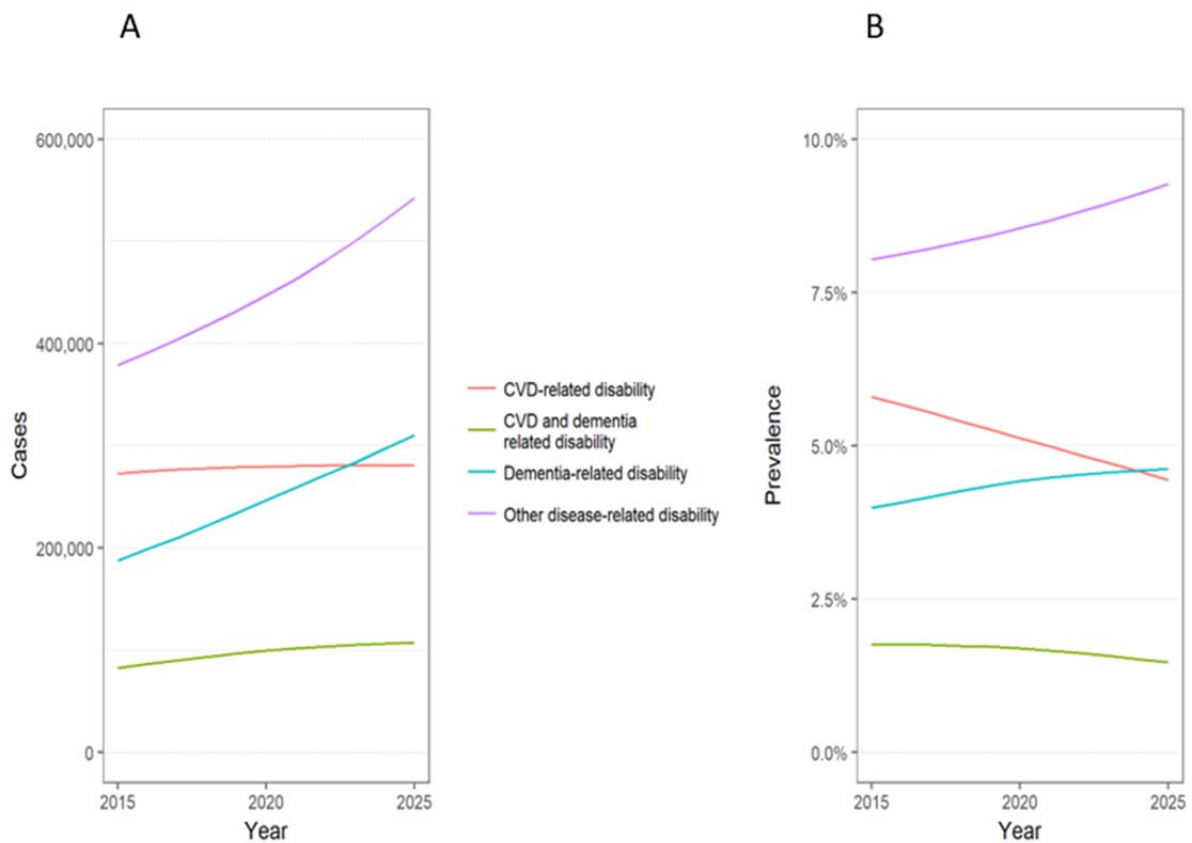 A
B
600,000
400,000
200,000
0
Cases
2015
2020
2025
Year
CVD-related disability
CVD and dementia
related disability
Dementia-related disability
Other disease-related disability
10.0%
7.5%
5.0%
2.5%
0.0%
Prevalence
2015
2020
2025
Year